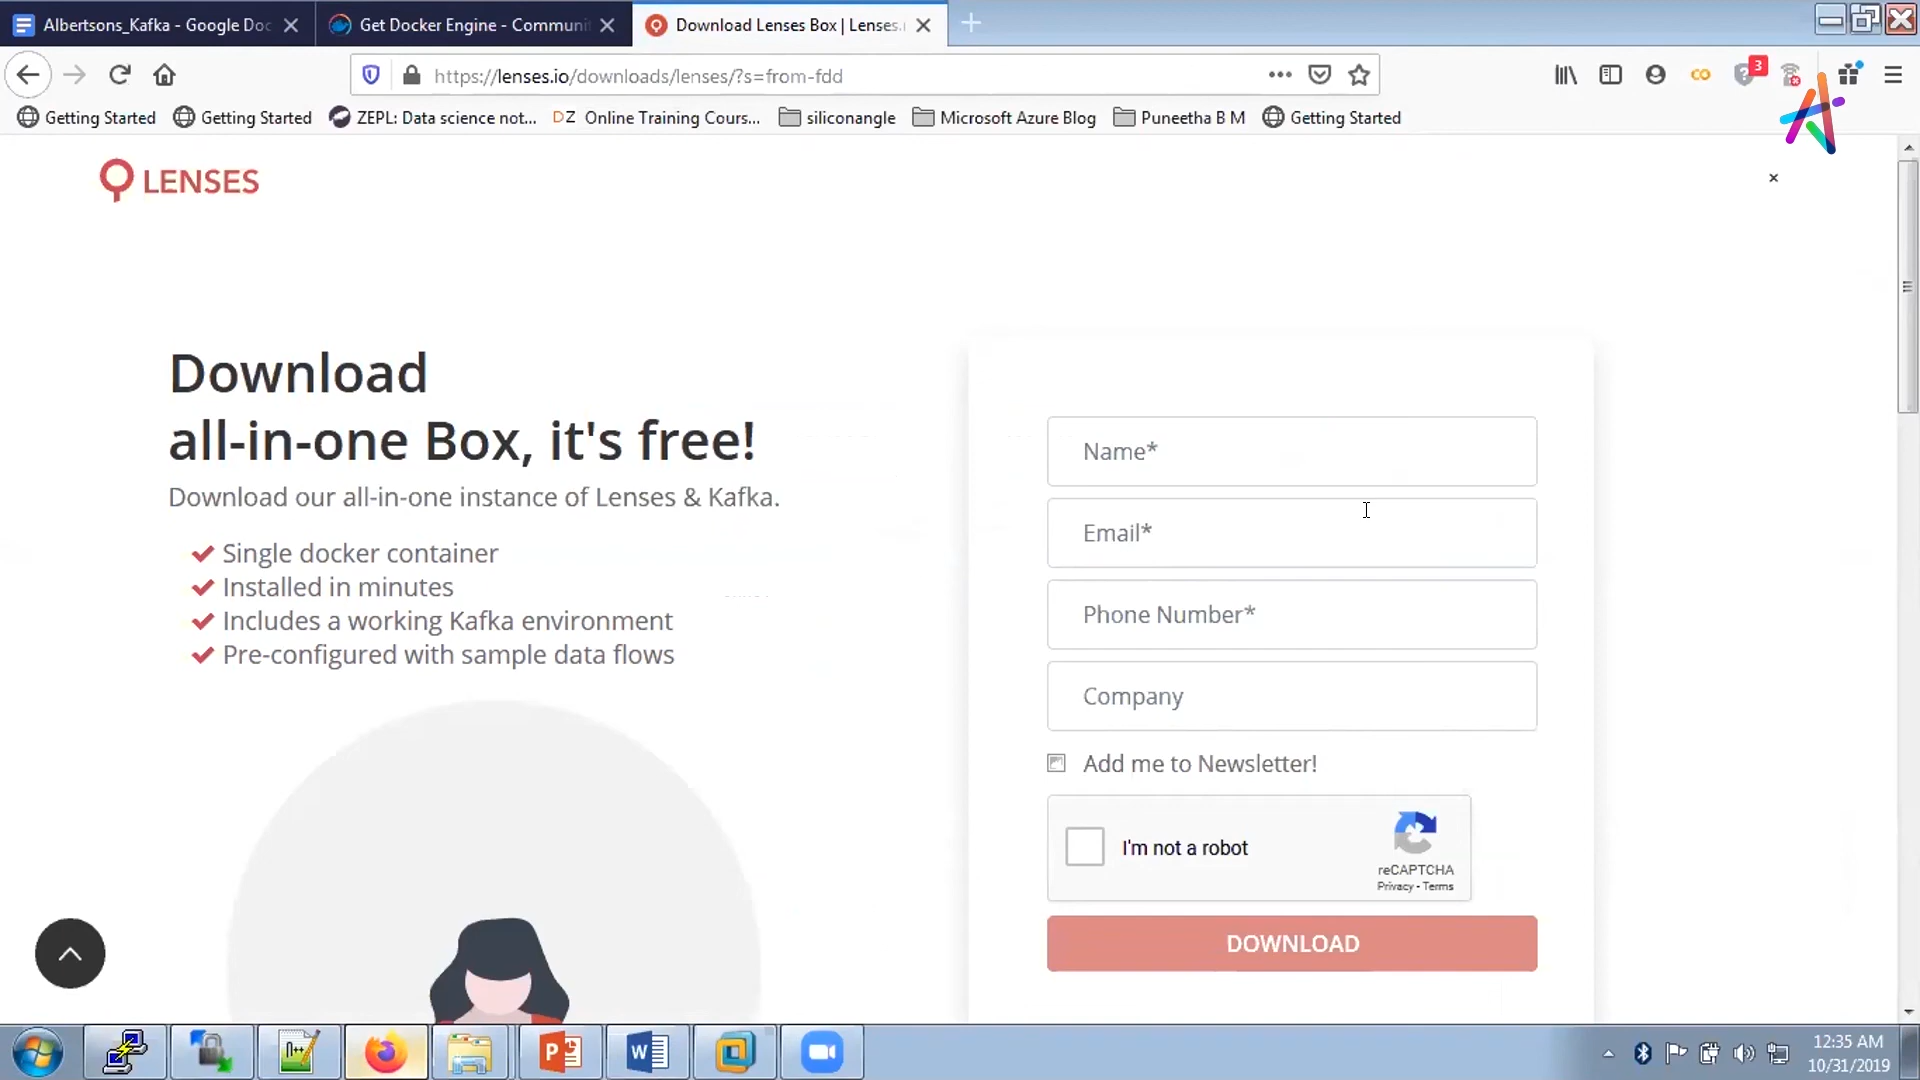 Albertsons_Kafka - Google Doc
Get Docker Engine - Communi
Download Lenses Box | Lenses.
https://lenses.io/downloads/lenses/?s=from-fdd
3
Getting Started
Getting Started
ZEPL: Data science not...
DZ Online Training Cours...
siliconangle
Microsoft Azure Blog
Puneetha B M
Getting Started
LENSES
Download
all-in-one Box, it's free!
Download our all-in-one instance of Lenses & Kafka.
Single docker container
Installed in minutes
Includes a working Kafka environment
Pre-configured with sample data flows
Name*
Email*
Phone Number*
Company
Add me to Newsletter!
I'm not a robot
reCAPTCHA
Privacy - Terms
DOWNLOAD
12:35 AM
10/31/2019